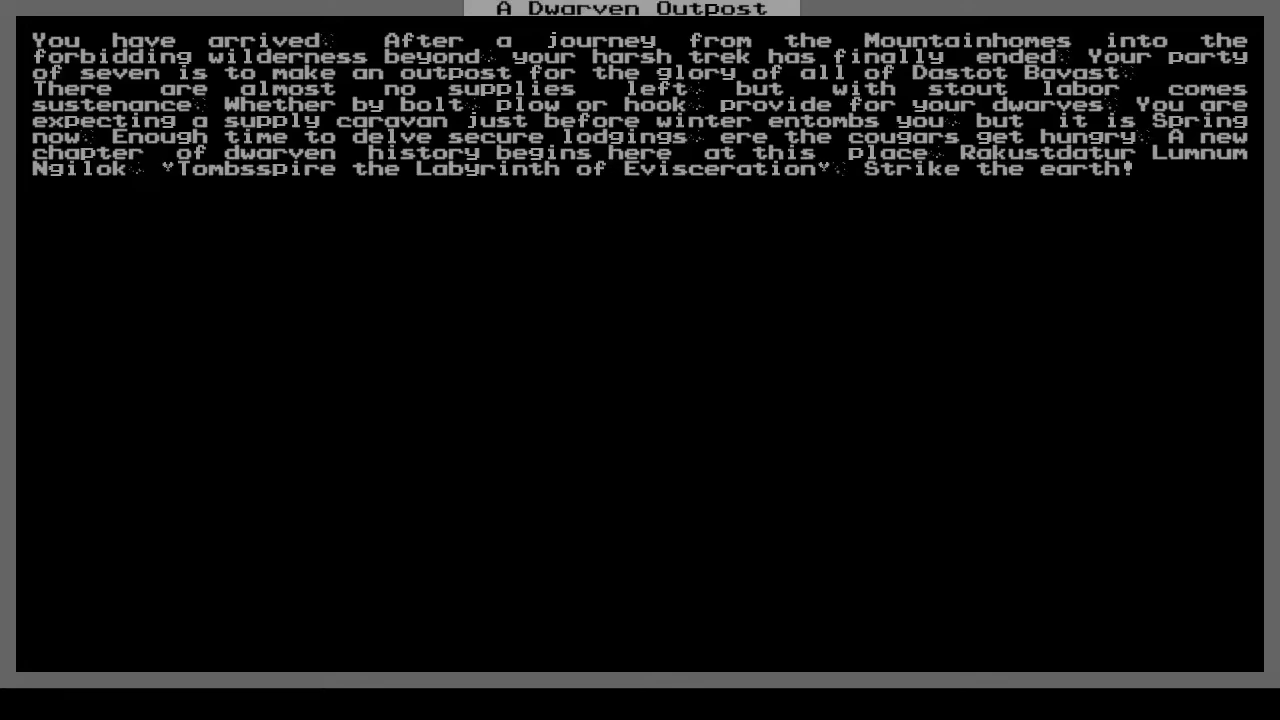 A Dwarven Outpost
You have arrived. After a journey from the Mountainhomes into the
forbidding wilderness beyond, your harsh trek has finally ended. Your party
of seven is to make an outpost for the glory of all of Dastot Bavast.
There are almost no supplies left, but with stout labor comes
sustenance. Whether by bolt, plow or hook, provide for your dwarves. You are
expecting a supply caravan just before winter entombs you, but it is Spring
now. Enough time to delve secure lodgings, ere the cougars get hungry. A new
chapter of dwarven history begins here at this place, Rakustdatur Lumnum
Ngilok, "Tombsspire the Labyrinth of Evisceration". Strike the earth!